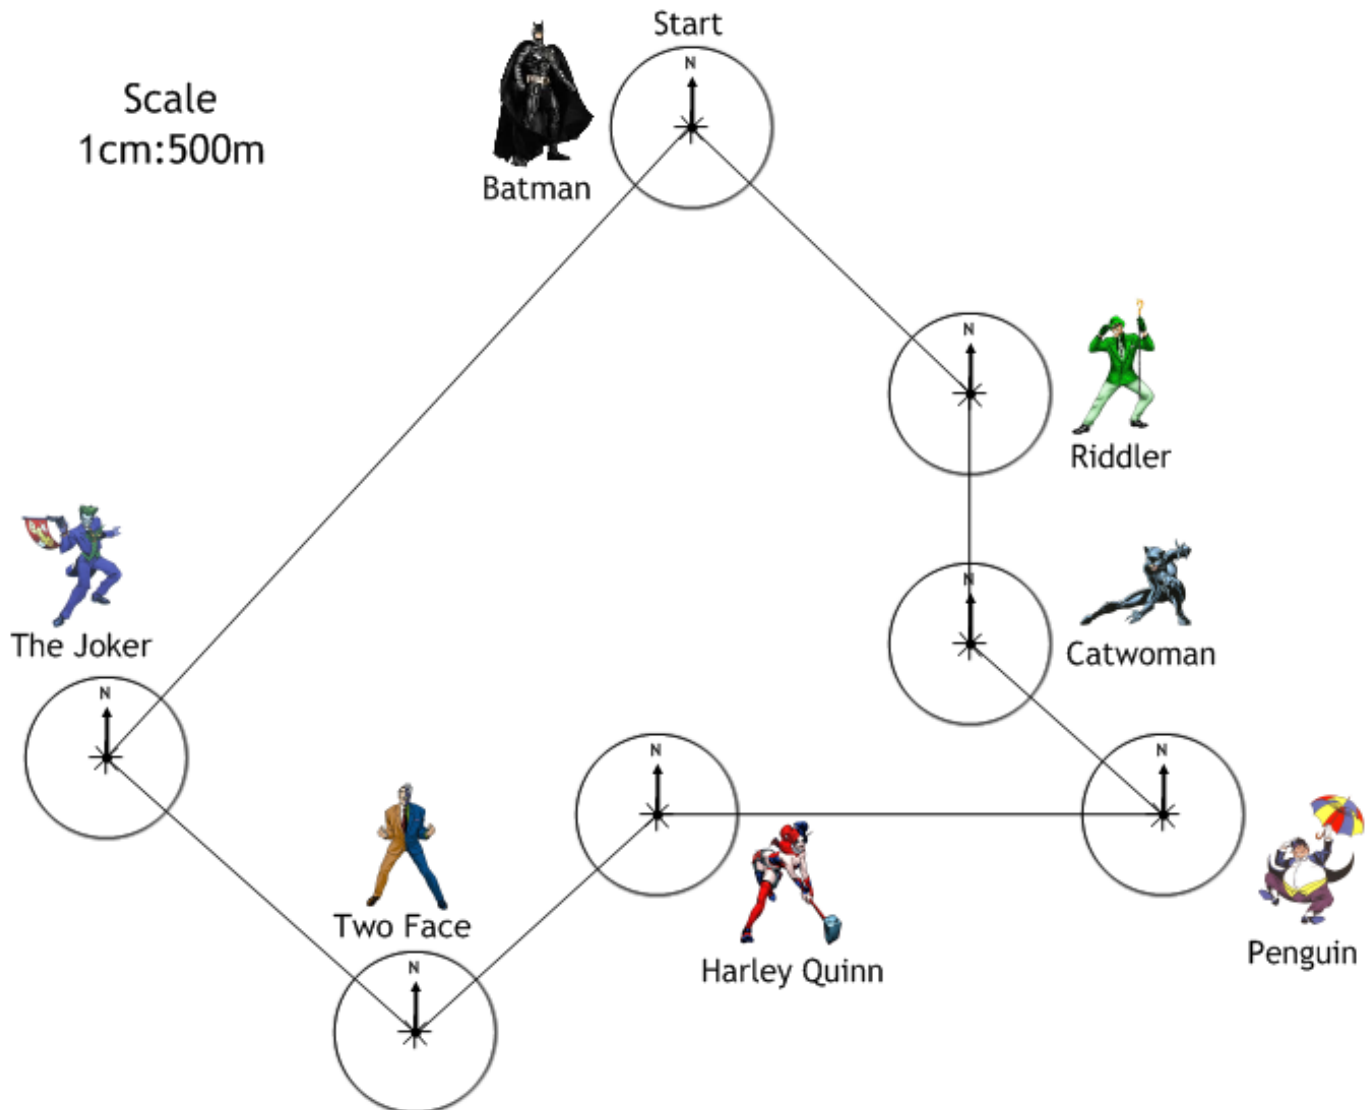 Start
Scale
1cm:500m
N
Batman
N
Riddler
The Joker
N
Catwoman
N
N
N
Two Face
Harley Quinn
Penguin
N